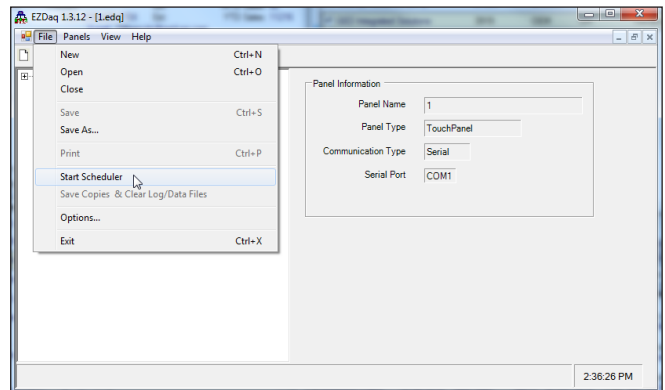 EZDaq 1.3.12 - [1.edq]
File Panels View Help
New Ctrl+N
Open Ctrl+O
Close
Save Ctrl+S
Save As...
Print Ctrl+P
Start Scheduler
Save Copies & Clear Log/Data Files
Options...
Exit Ctrl+X
Panel Information
Panel Name 1
Panel Type TouchPanel
Communication Type Serial
Serial Port COM1
2:36:26 PM